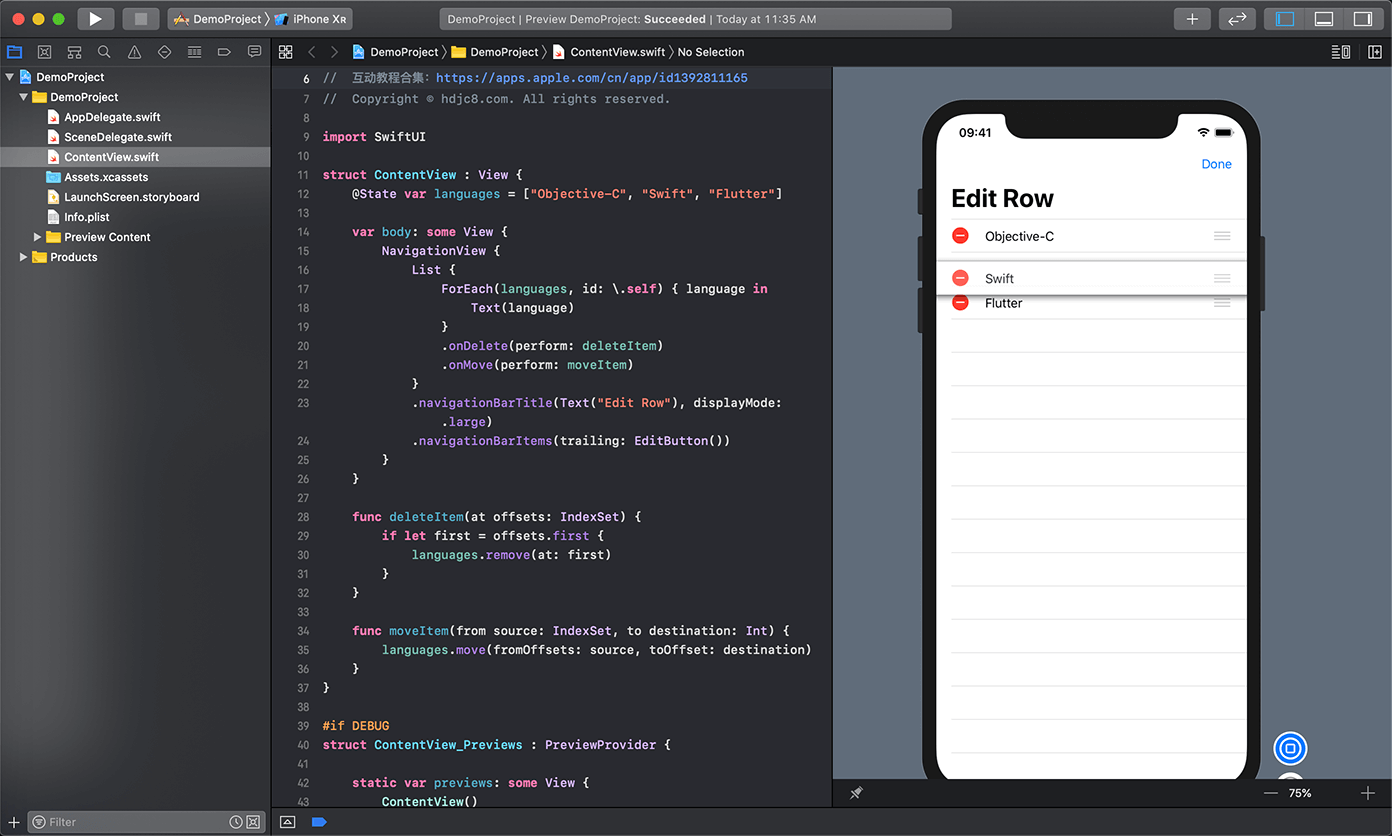 DemoProject 〉 iPhone XR
DemoProject | Preview DemoProject: Succeeded | Today at 11:35 AM
DemoProject 〉 DemoProject 〉 ContentView.swift 〉 No Selection
DemoProject
DemoProject
AppDelegate.swift
SceneDelegate.swift
ContentView.swift
Assets.xcassets
LaunchScreen.storyboard
Info.plist
Preview Content
Products
Filter
6 //  互动教程合集：https://apps.apple.com/cn/app/id1392811165
7 //  Copyright © hdjc8.com. All rights reserved.
8
9 import SwiftUI
10
11 struct ContentView : View {
12     @State var languages = ["Objective-C", "Swift", "Flutter"]
13
14     var body: some View {
15         NavigationView {
16             List {
17                 ForEach(languages, id: \.self) { language in
18                     Text(language)
19                 }
20                 .onDelete(perform: deleteItem)
21                 .onMove(perform: moveItem)
22             }
23             .navigationBarTitle(Text("Edit Row"), displayMode:
                .large)
24             .navigationBarItems(trailing: EditButton())
25         }
26     }
27
28     func deleteItem(at offsets: IndexSet) {
29         if let first = offsets.first {
30             languages.remove(at: first)
31         }
32     }
33
34     func moveItem(from source: IndexSet, to destination: Int) {
35         languages.move(fromOffsets: source, toOffset: destination)
36     }
37 }
38
39 #if DEBUG
40 struct ContentView_Previews : PreviewProvider {
41
42     static var previews: some View {
43         ContentView()
09:41
Done
Edit Row
Objective-C
Swift
Flutter
75%